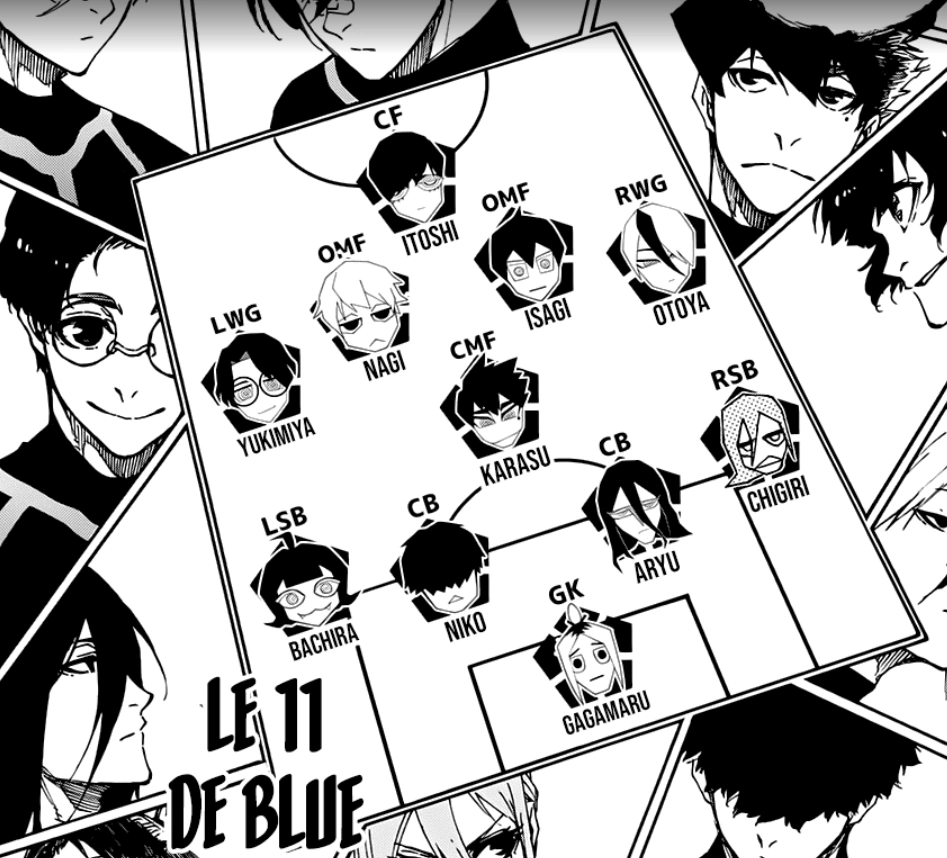 CF
ITOSHI
OMF
ISAGI
RWG
OTOYA
OMF
NAGI
LWG
YUKIMIYA
CMF
KARASU
RSB
CHIGIRI
CB
ARYU
CB
NIKO
LSB
BACHIRA
GK
GAGAMARU
LE 11
DE BLUE